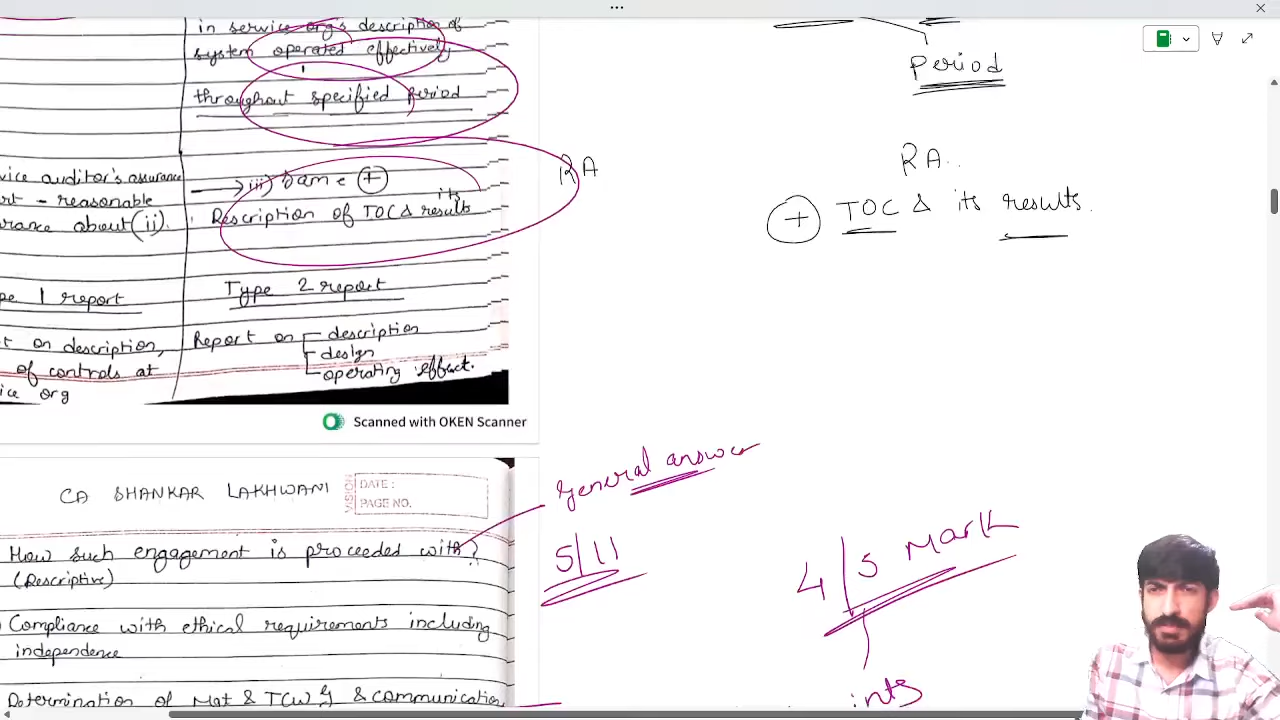 in service org's description of
system operated effectively
throughout specified period
vice auditor's assurance
rt - reasonable
urance about (ii).
iii) Same +
Description of TOC & its results
pe 1 report
Type 2 report
t on description,
of controls at
vice org
Report on description
design
operating effect.
Scanned with OKEN Scanner
Period
RA
RA..
+ TOC & its results.
CA SHANKAR LAKHWANI
VISION
DATE :
PAGE NO.
general answer
How such engagement is proceeded with?
(Descriptive)
5/11
4/5 Mark
Compliance with ethical requirements including
independence
Determination of Mat & & communication